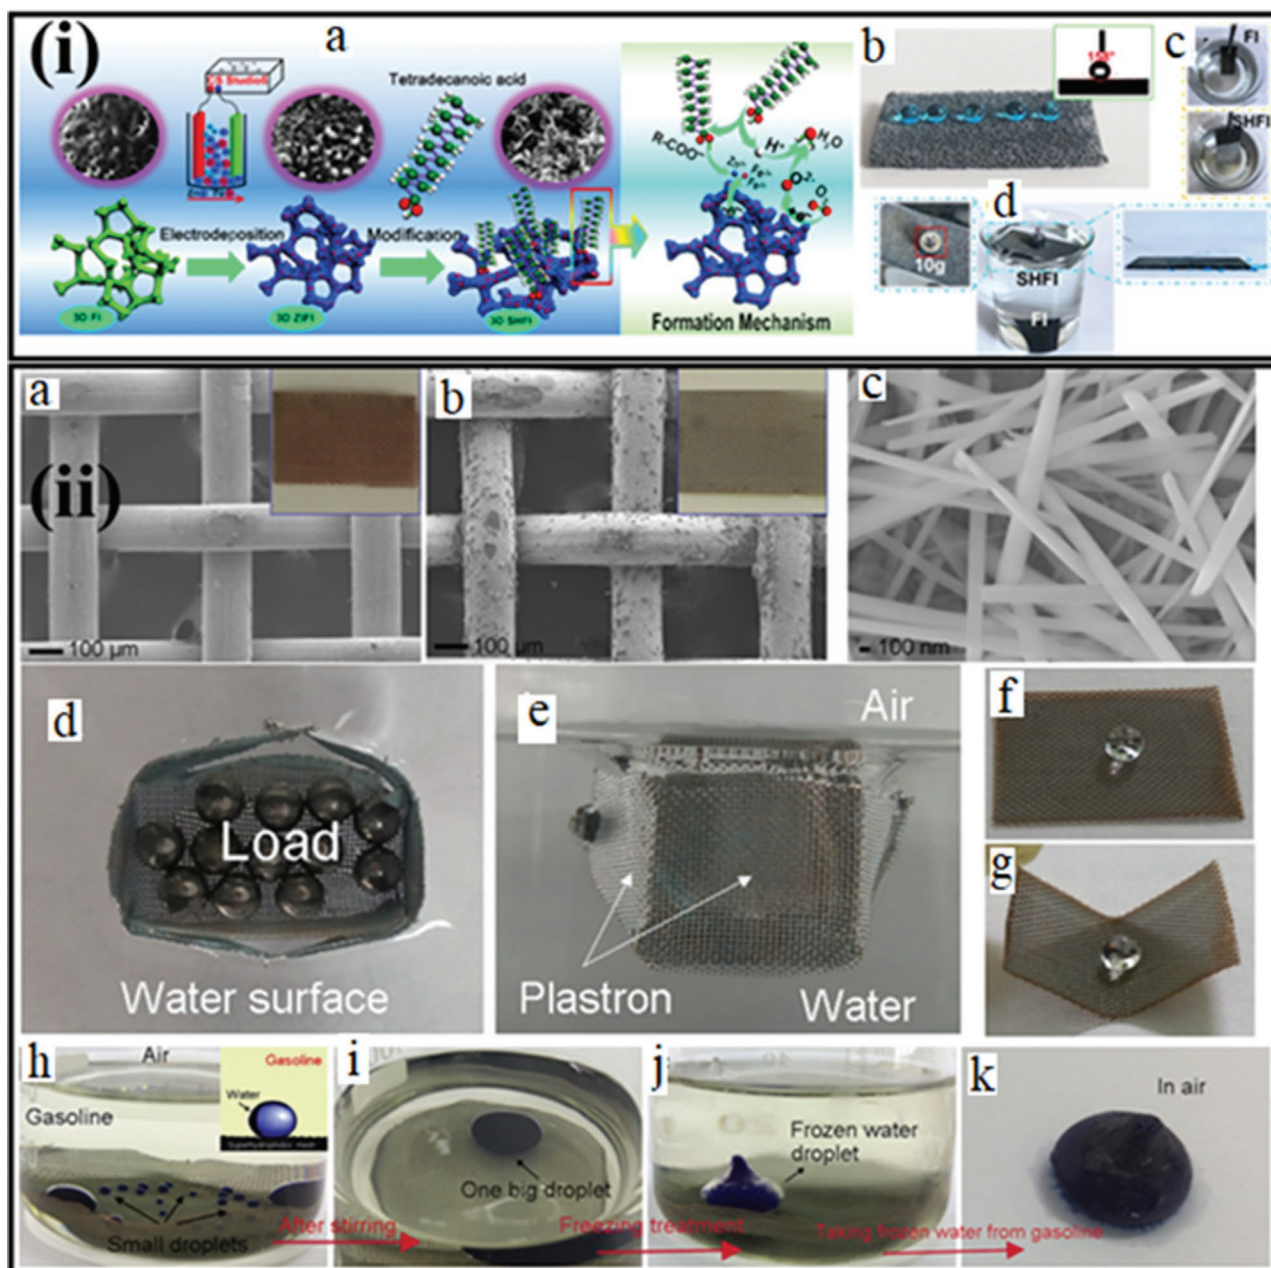 (i)
a
Tetradecanoic acid
R-COO⁻
H⁺
H₂O
Electrodeposition
Modification
3D FI
3D ZIFI
3D SHFI
Formation Mechanism
b
c
FI
SHFI
d
10g
SHFI
FI
(ii)
a
100 µm
b
100 µm
c
100 nm
d
Load
Water surface
e
Air
Plastron
Water
f
g
h
Air
Gasoline
Gasoline
Water
Small droplets
After stirring
i
One big droplet
Freezing treatment
j
Frozen water
droplet
Taking frozen water from gasoline
k
In air